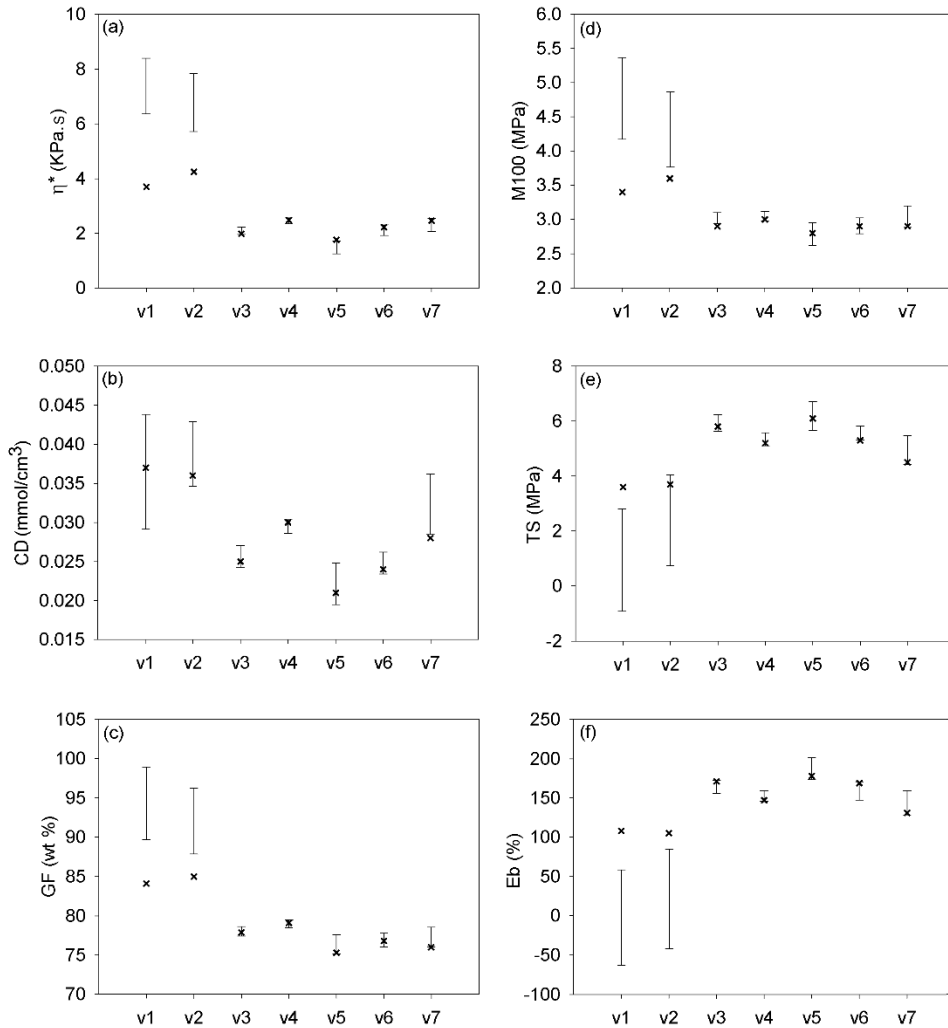 (a)
η* (KPa.s)
10
8
6
4
2
0
v1 v2 v3 v4 v5 v6 v7
(b)
CD (mmol/cm3)
0.050
0.045
0.040
0.035
0.030
0.025
0.020
0.015
v1 v2 v3 v4 v5 v6 v7
(c)
GF (wt %)
105
100
95
90
85
80
75
70
v1 v2 v3 v4 v5 v6 v7
(d)
M100 (MPa)
6.0
5.5
5.0
4.5
4.0
3.5
3.0
2.5
2.0
v1 v2 v3 v4 v5 v6 v7
(e)
TS (MPa)
8
6
4
2
0
-2
v1 v2 v3 v4 v5 v6 v7
(f)
Eb (%)
250
200
150
100
50
0
-50
-100
v1 v2 v3 v4 v5 v6 v7